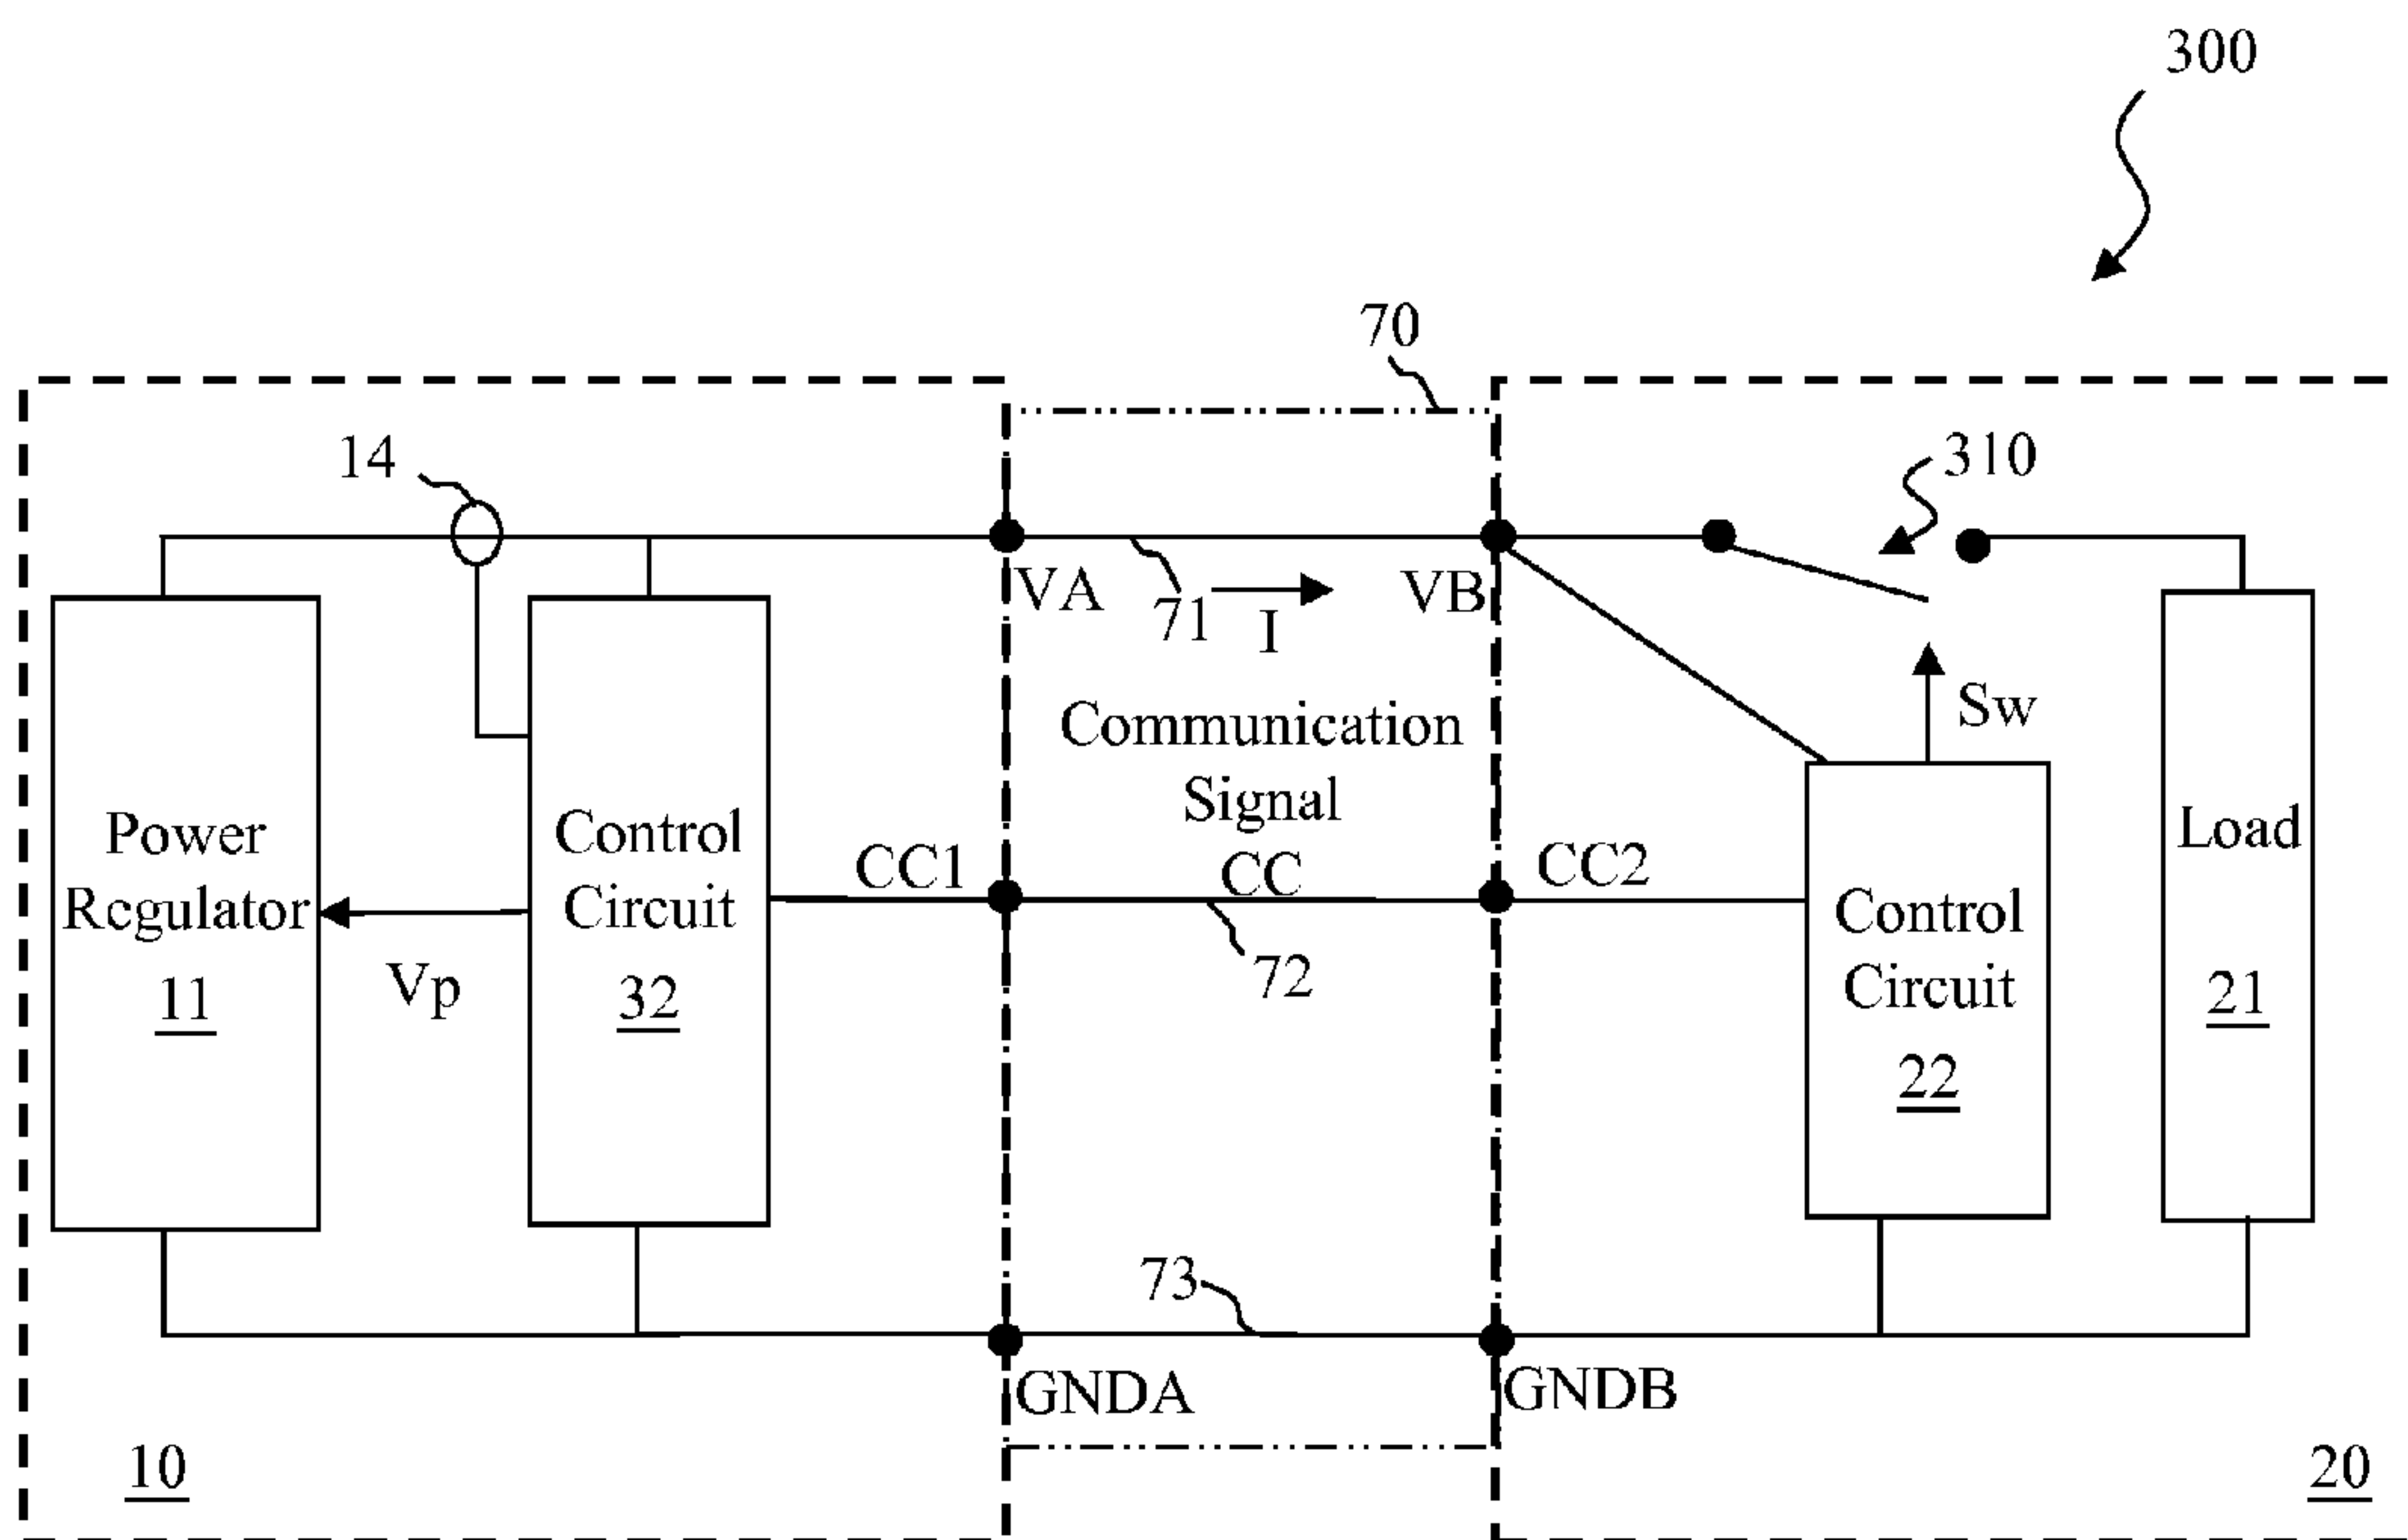 300
70
14
310
VA
71
I
VB
Sw
Communication
Signal
CC
Power
Rcgulator
11
Vp
Control
Circuit
32
CC1
CC2
72
Control
Circuit
22
Load
21
73
GNDA
GNDB
10
20